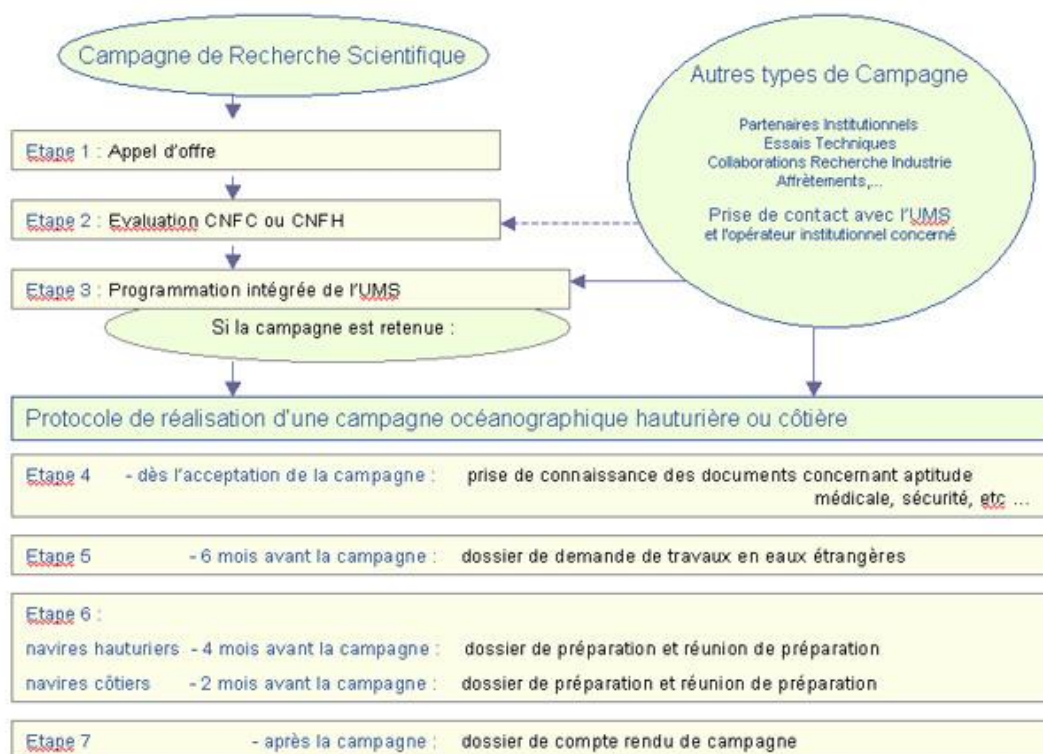 Campagne de Recherche Scientifique
Autres types de Campagne
Partenaires Institutionnels
Essais Techniques
Collaborations Recherche Industrie
Affrètements,...
Prise de contact avec l'UMS
et l'opérateur institutionnel concerné
Etape 1 : Appel d'offre
Etape 2 : Evaluation CNFC ou CNFH
Etape 3 : Programmation intégrée de l'UMS
Si la campagne est retenue :
Protocole de réalisation d'une campagne océanographique hauturière ou côtière
Etape 4 - dès l'acceptation de la campagne : prise de connaissance des documents concernant aptitude
médicale, sécurité, etc ...
Etape 5 - 6 mois avant la campagne : dossier de demande de travaux en eaux étrangères
Etape 6 :
navires hauturiers - 4 mois avant la campagne : dossier de préparation et réunion de préparation
navires côtiers - 2 mois avant la campagne : dossier de préparation et réunion de préparation
Etape 7 - après la campagne : dossier de compte rendu de campagne